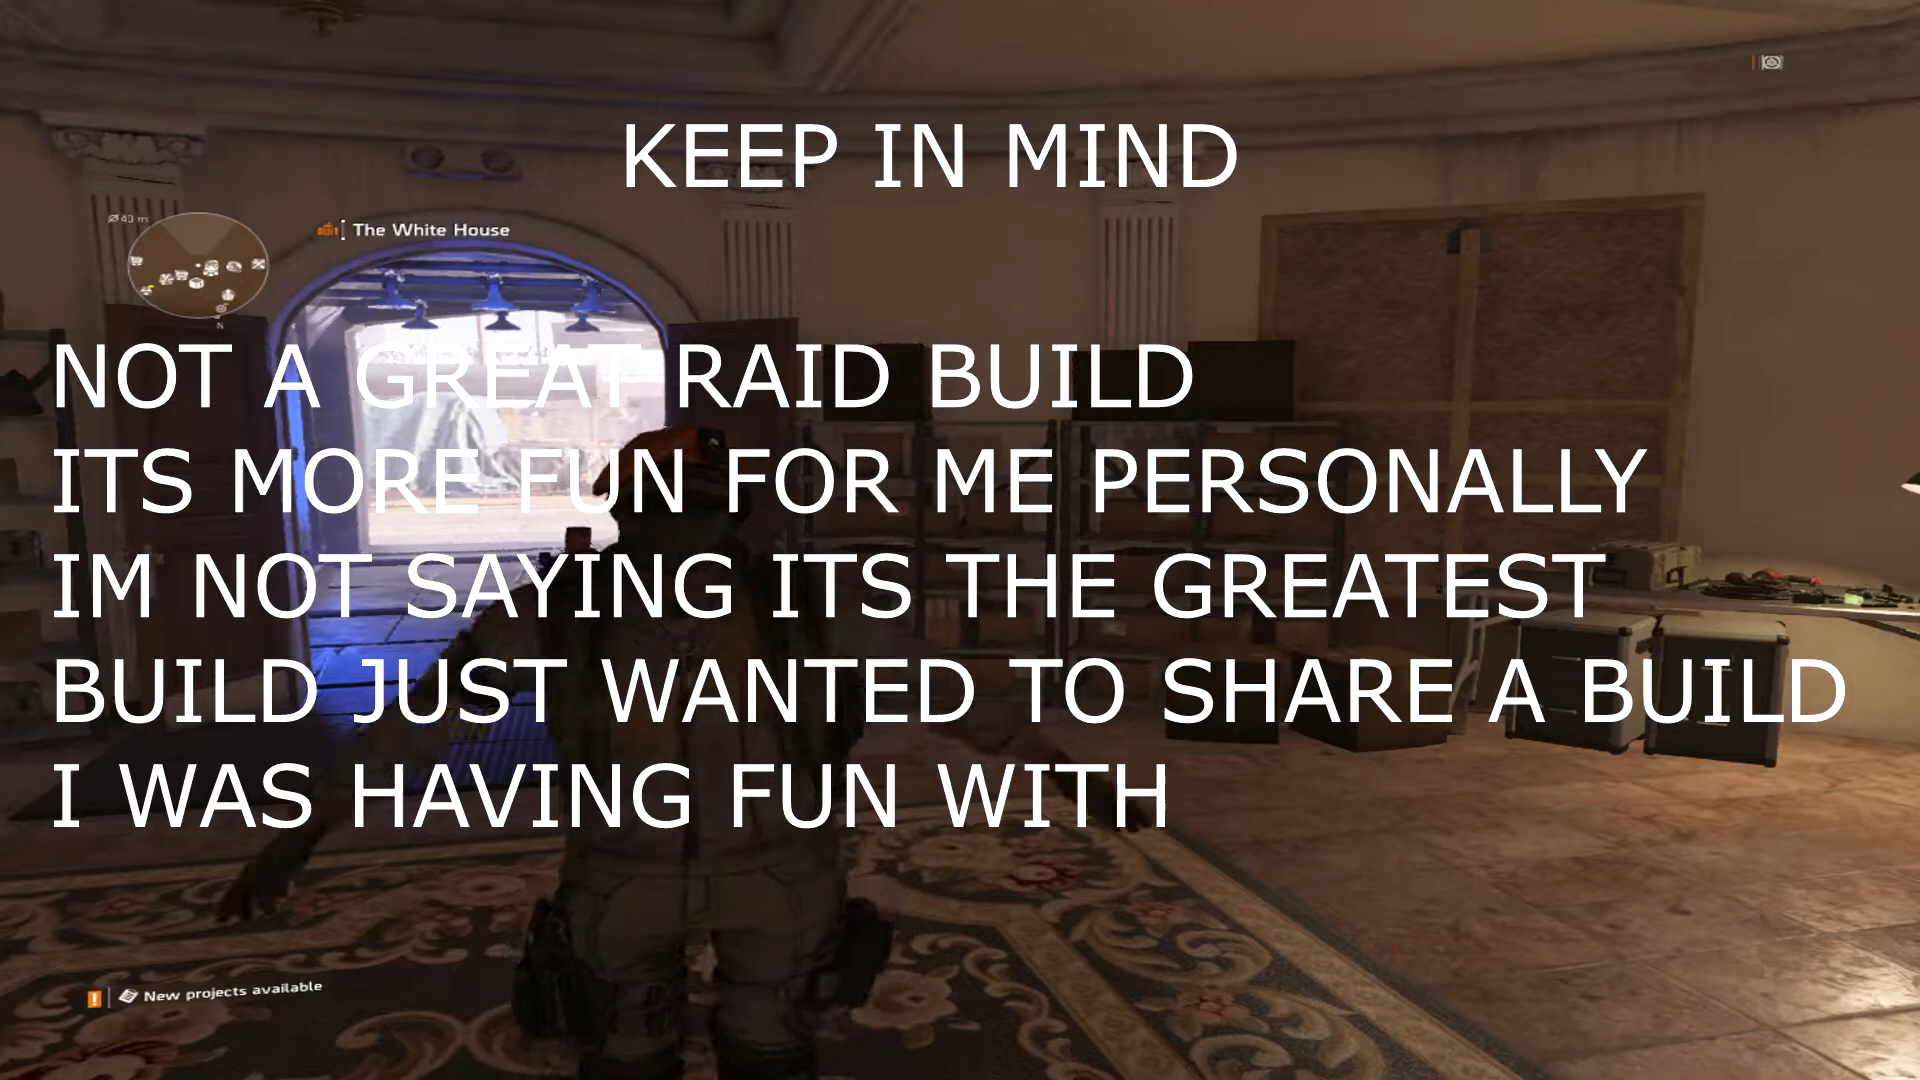 KEEP IN MIND
43 m
The White House
N
NOT A GREAT RAID BUILD
ITS MORE FUN FOR ME PERSONALLY
IM NOT SAYING ITS THE GREATEST
BUILD JUST WANTED TO SHARE A BUILD
I WAS HAVING FUN WITH
New projects available